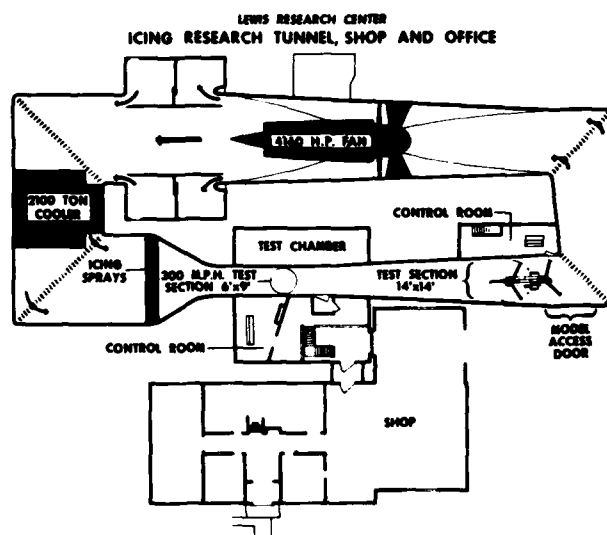 LEWIS RESEARCH CENTER
ICING RESEARCH TUNNEL, SHOP AND OFFICE
4160 H.P. FAN
2100 TON
COOLER
CONTROL ROOM
TEST CHAMBER
ICING
SPRAYS
300 M.P.H. TEST
SECTION 6'x9'
TEST SECTION
14'x14'
CONTROL ROOM
MODEL
ACCESS
DOOR
SHOP